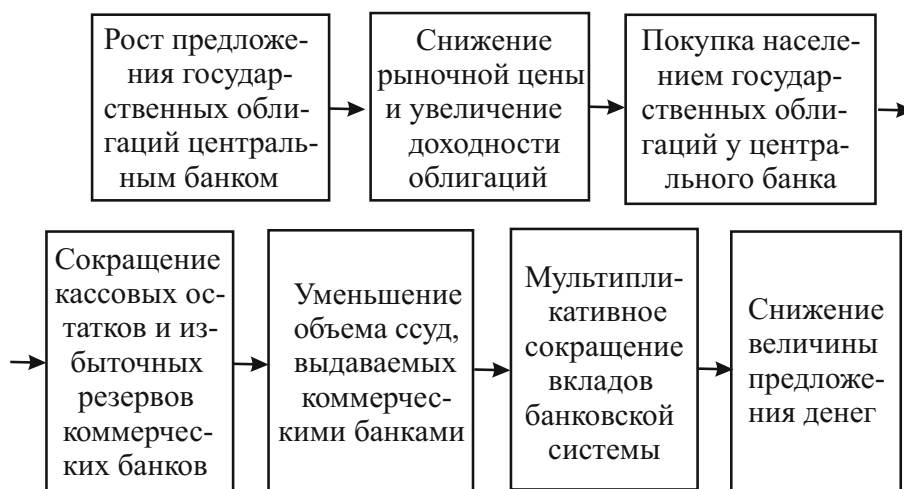 Рост предложе-
ния государ-
ственных обли-
гаций централь-
ным банком
Снижение
рыночной цены
и увеличение
доходности
облигаций
Покупка населе-
нием государ-
ственных обли-
гаций у центра-
льного банка
Сокращение
кассовых ос-
татков и из-
быточных
резервов
коммерчес-
ких банков
Уменьшение
объема ссуд,
выдаваемых
коммерчес-
кими банками
Мультипли-
кативное
сокращение
вкладов
банковской
системы
Снижение
величины
предложе-
ния денег